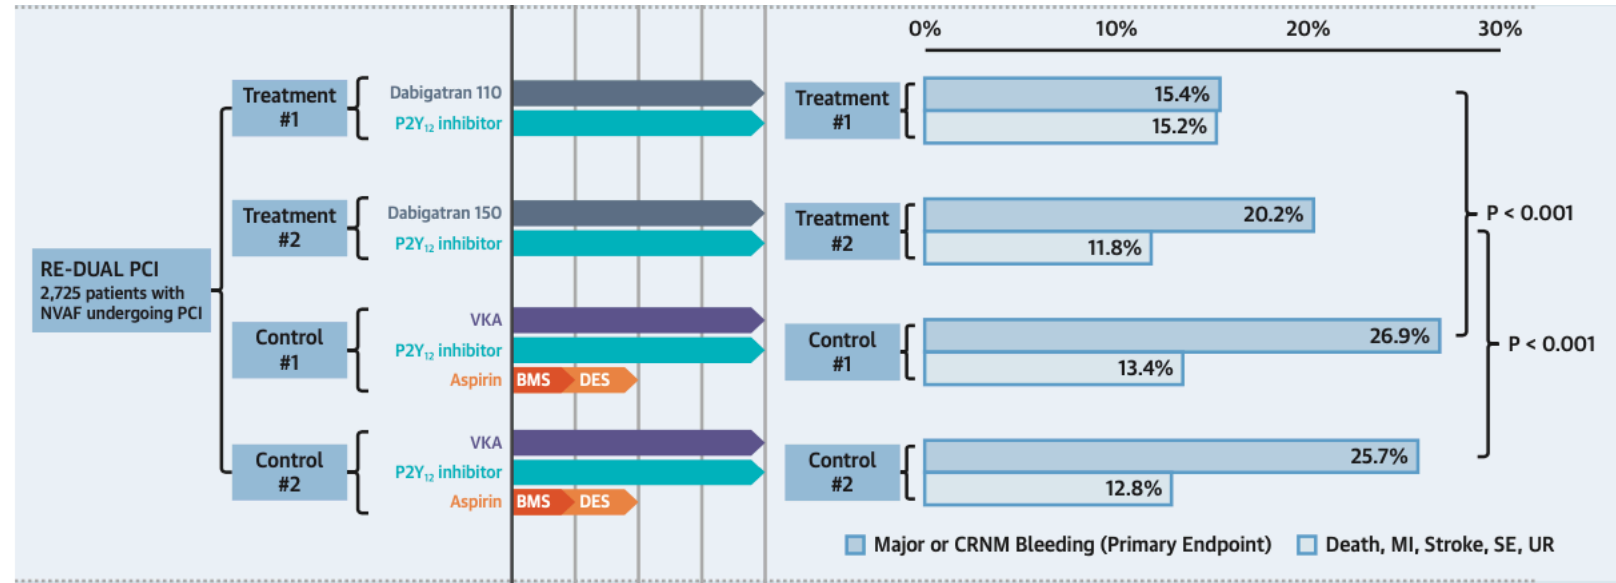 0%
10%
20%
30%
RE-DUAL PCI
2,725 patients with
NVAF undergoing PCI
Treatment
#1
Dabigatran 110
P2Y₁₂ inhibitor
Treatment
#1
15.4%
15.2%
Treatment
#2
Dabigatran 150
P2Y₁₂ inhibitor
Treatment
#2
20.2%
11.8%
P < 0.001
Control
#1
VKA
P2Y₁₂ inhibitor
Aspirin
BMS
DES
Control
#1
26.9%
13.4%
P < 0.001
Control
#2
VKA
P2Y₁₂ inhibitor
Aspirin
BMS
DES
Control
#2
25.7%
12.8%
Major or CRNM Bleeding (Primary Endpoint)
Death, MI, Stroke, SE, UR